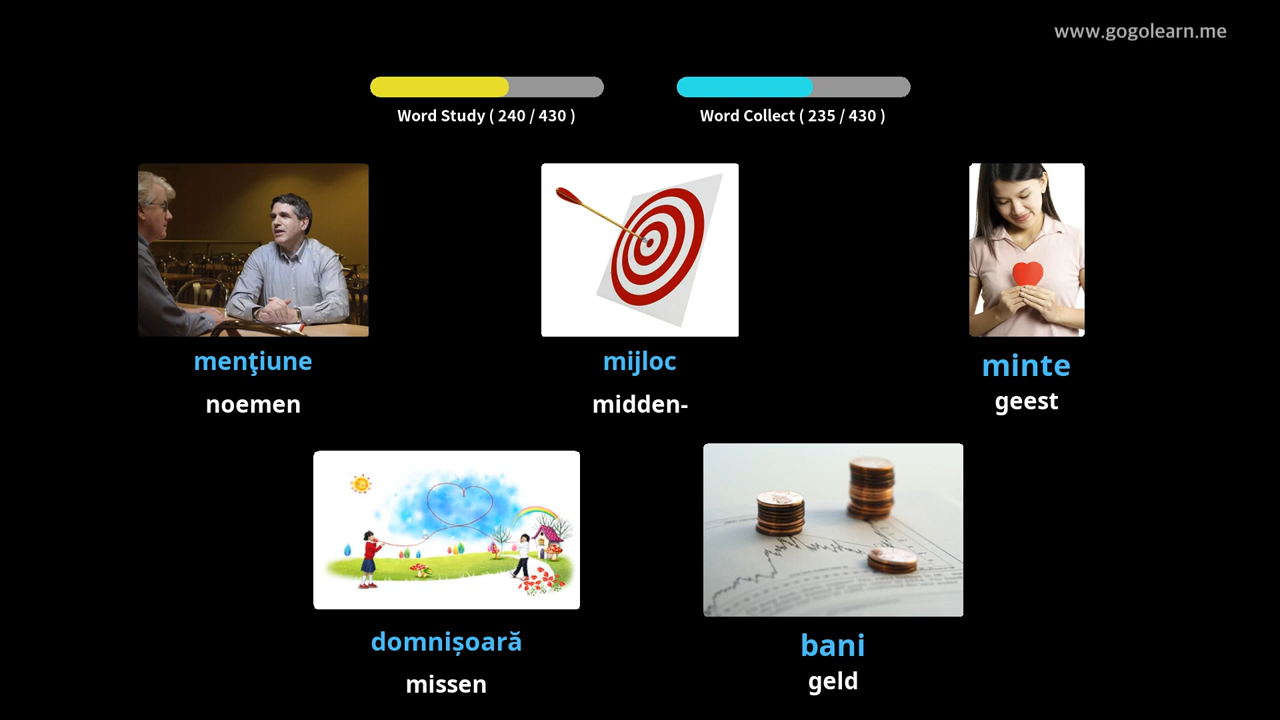 www.gogolearn.me
Word Study ( 240 / 430 )
Word Collect ( 235 / 430 )
menţiune
noemen
mijloc
midden-
minte
geest
domnișoară
missen
bani
geld